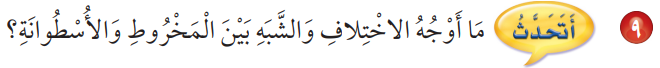 ٩ أَتَحَدَّثُ مَا أَوْجُهُ الاخْتِلافِ وَالشَّبَهِ بَيْنَ الْمَخْرُوطِ وَالأُسْطُوانَةِ؟